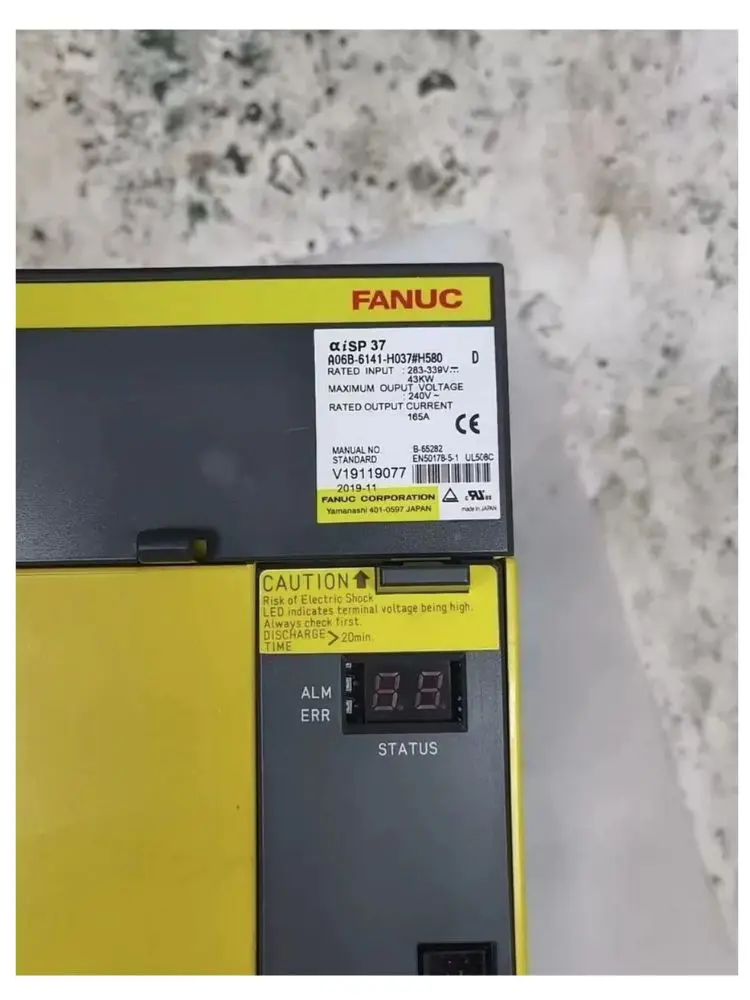 FANUC
αiSP 37
A06B-6141-H037#H580 D
RATED INPUT : 283-339V⎓
43KW
MAXIMUM OUPUT VOLTAGE
: 240V ~
RATED OUTPUT CURRENT
165A
CE
MANUAL NO. B-65282
STANDARD EN50178-5-1 UL508C
V19119077
2019-11
FANUC CORPORATION
Yamanashi 401-0597 JAPAN
made in JAPAN
CAUTION
Risk of Electric Shock
LED indicates terminal voltage being high.
Always check first.
DISCHARGE TIME > 20min.
ALM
ERR
STATUS